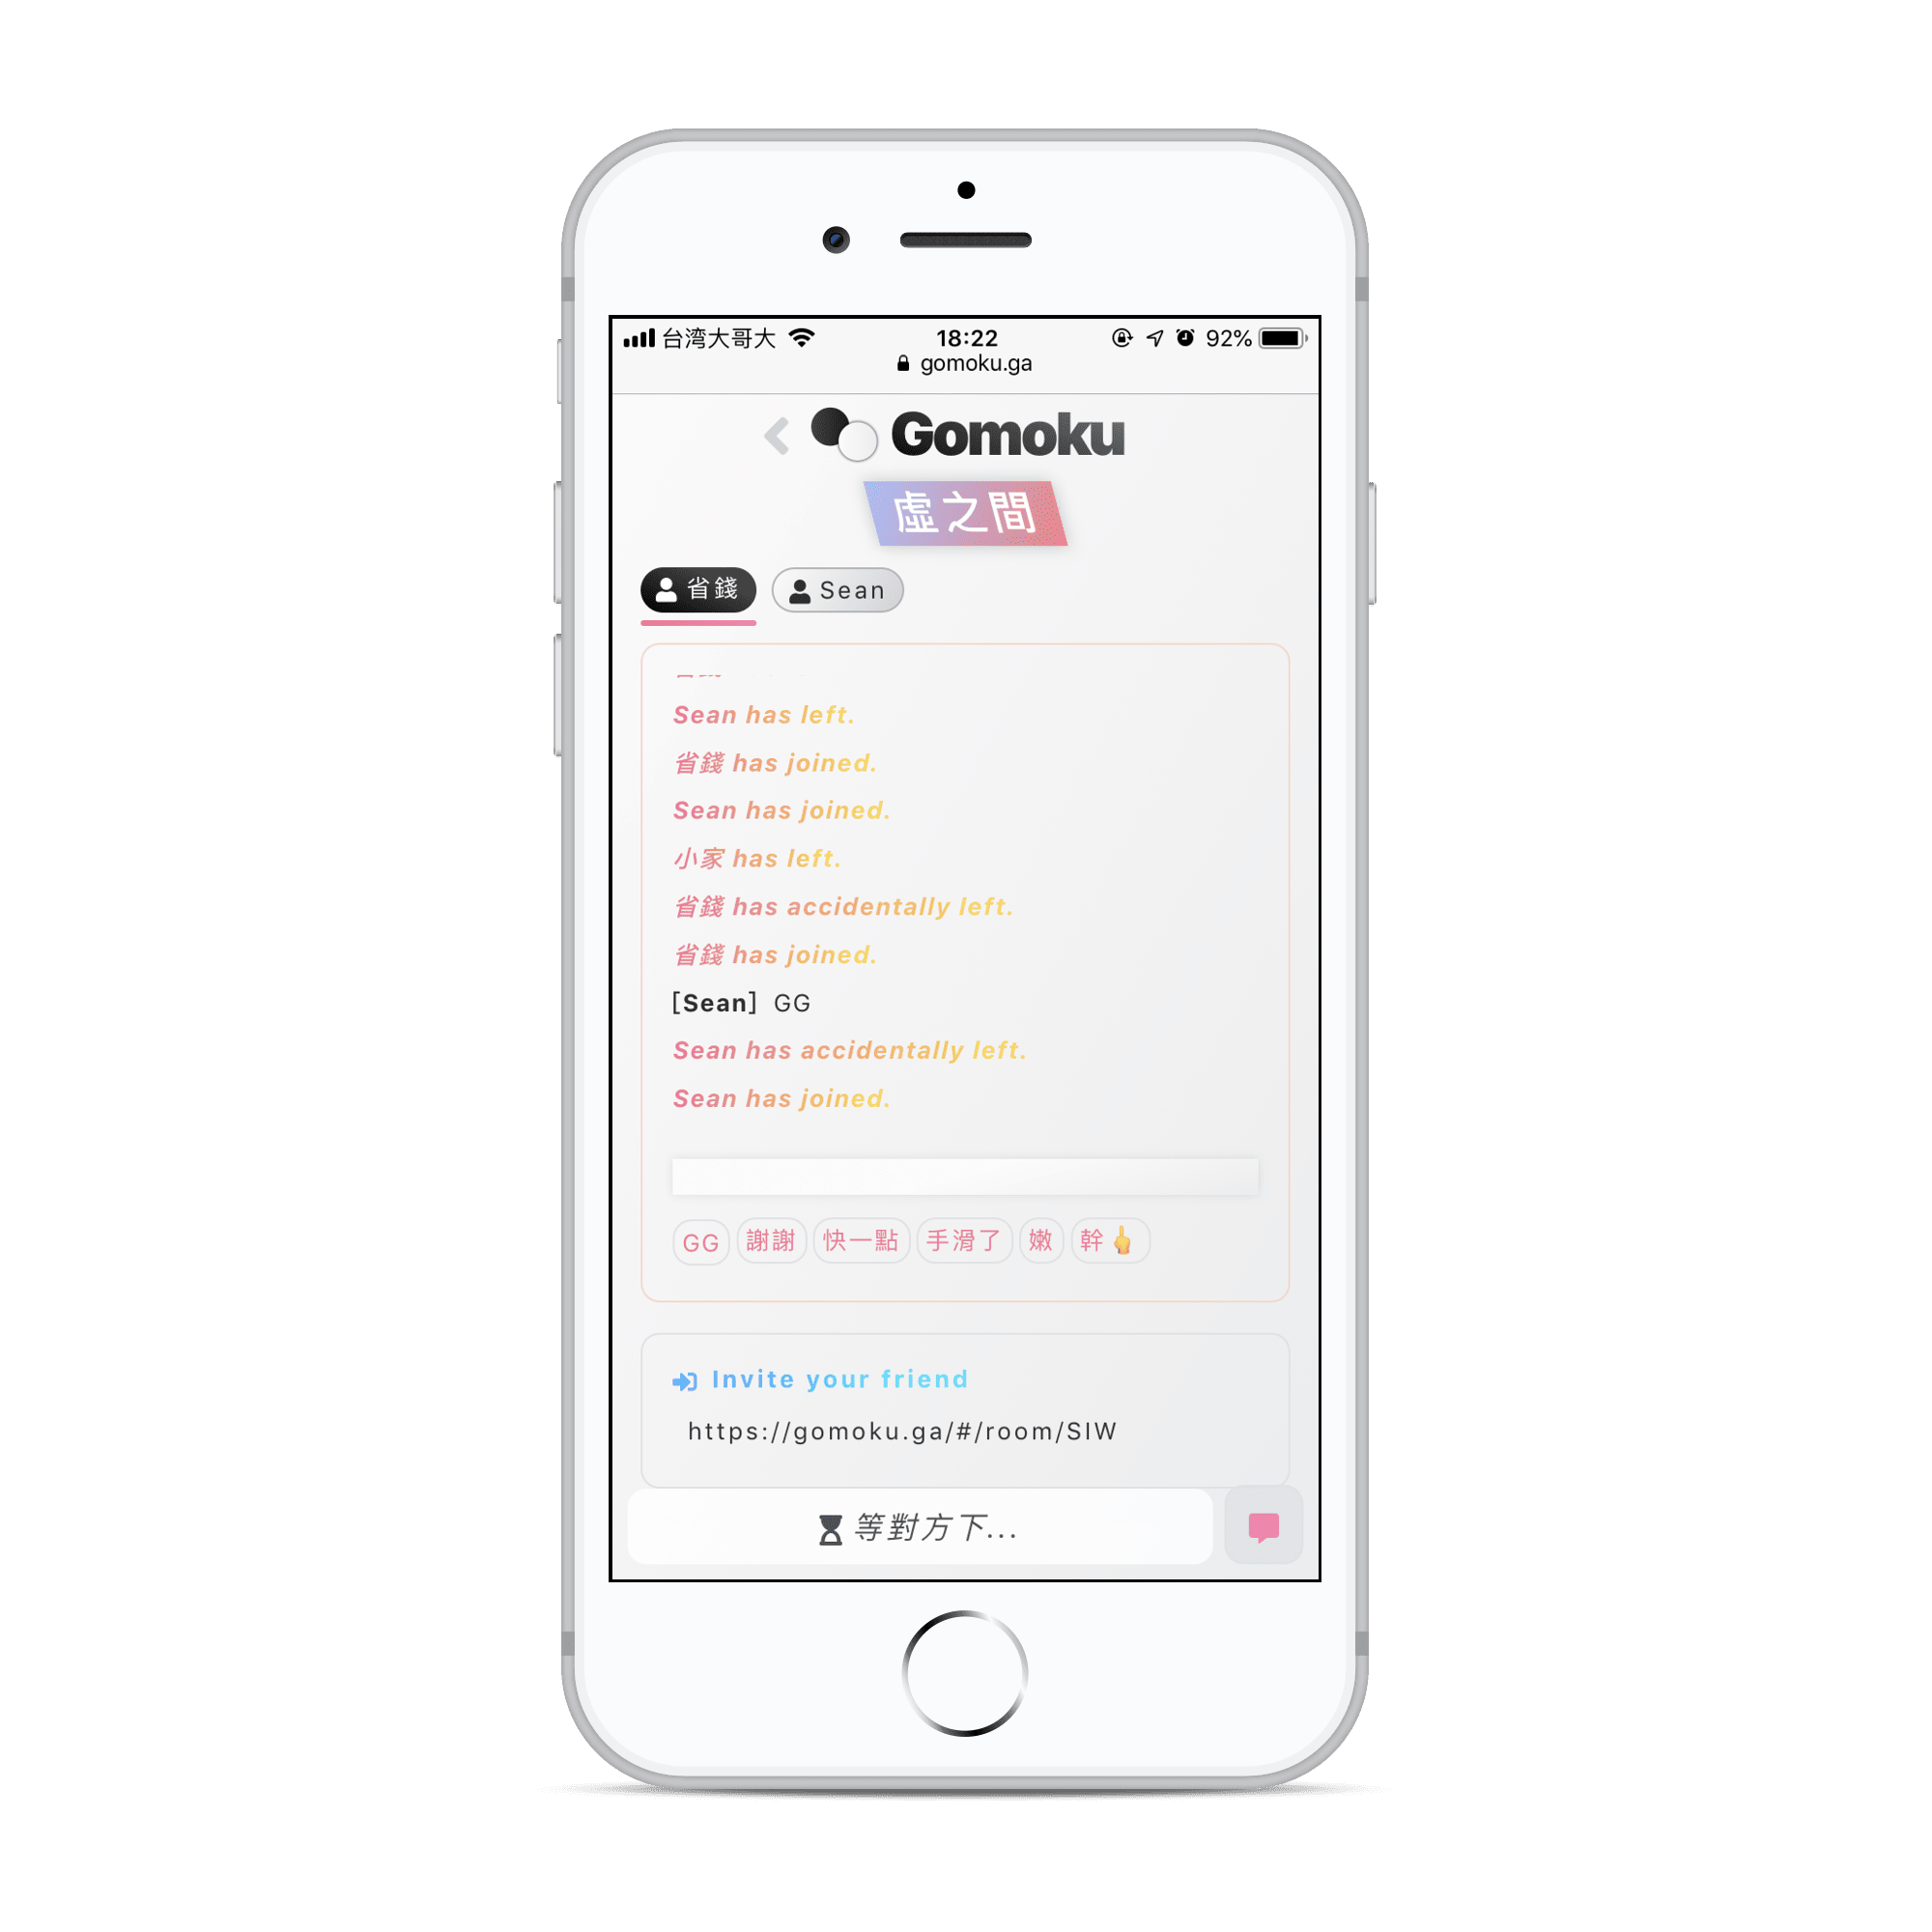 台湾大哥大 18:22 92%
gomoku.ga
Gomoku
虛之間
省錢 Sean
Sean has left.
省錢 has joined.
Sean has joined.
小家 has left.
省錢 has accidentally left.
省錢 has joined.
[Sean] GG
Sean has accidentally left.
Sean has joined.
GG 謝謝 快一點 手滑了 嫩 幹🖕
Invite your friend
https://gomoku.ga/#/room/SIW
等對方下...